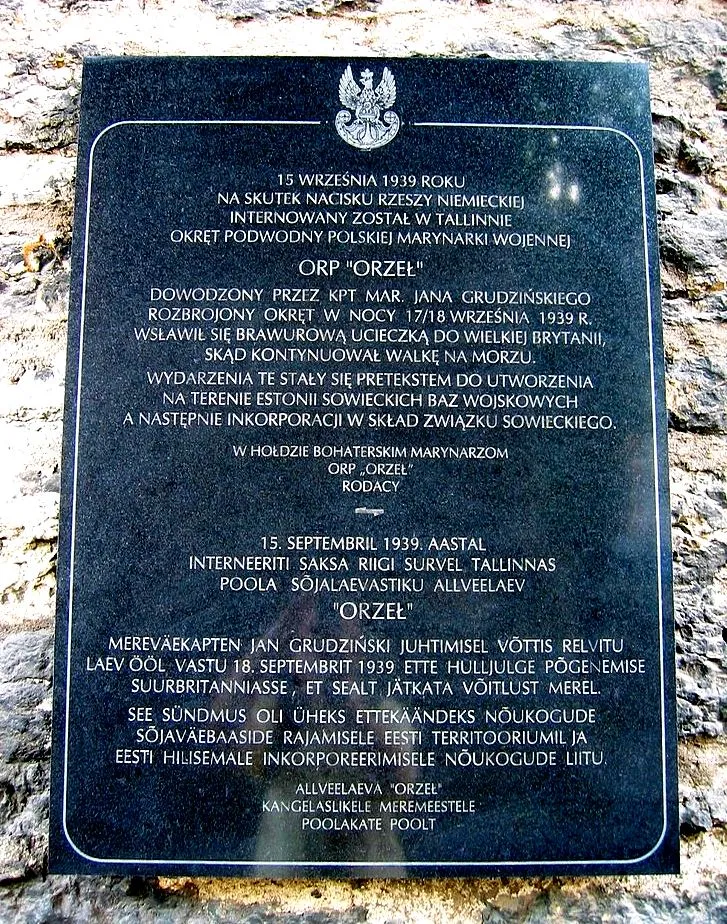 15 WRZEŚNIA 1939 ROKU
NA SKUTEK NACISKU RZESZY NIEMIECKIEJ
INTERNOWANY ZOSTAŁ W TALLINNIE
OKRĘT PODWODNY POLSKIEJ MARYNARKI WOJENNEJ
ORP "ORZEŁ"
DOWODZONY PRZEZ KPT MAR. JANA GRUDZIŃSKIEGO
ROZBROJONY OKRĘT W NOCY 17/18 WRZEŚNIA 1939 R.
WSŁAWIŁ SIĘ BRAWUROWĄ UCIECZKĄ DO WIELKIEJ BRYTANII,
SKĄD KONTYNUOWAŁ WALKĘ NA MORZU.
WYDARZENIA TE STAŁY SIĘ PRETEKSTEM DO UTWORZENIA
NA TERENIE ESTONII SOWIECKICH BAZ WOJSKOWYCH
A NASTĘPNIE INKORPORACJI W SKŁAD ZWIĄZKU SOWIECKIEGO.
W HOŁDZIE BOHATERSKIM MARYNARZOM
ORP „ORZEŁ"
RODACY
15. SEPTEMBRIL 1939. AASTAL
INTERNEERITI SAKSA RIIGI SURVEL TALLINNAS
POOLA SÕJALAEVASTIKU ALLVEELAEV
"ORZEŁ"
MEREVÄEKAPTEN JAN GRUDZIŃSKI JUHTIMISEL VÕTTIS RELVITU
LAEV ÖÖL VASTU 18. SEPTEMBRIT 1939 ETTE HULLJULGE PÕGENEMISE
SUURBRITANNIASSE, ET SEALT JÄTKATA VÕITLUST MEREL.
SEE SÜNDMUS OLI ÜHEKS ETTEKÄÄNDEKS NÕUKOGUDE
SÕJAVÄEBAASIDE RAJAMISELE EESTI TERRITOORIUMIL JA
EESTI HILISEMALE INKORPOREERIMISELE NÕUKOGUDE LIITU.
ALLVEELAEVA "ORZEŁ"
KANGELASLIKELE MEREMEESTELE
POOLAKATE POOLT